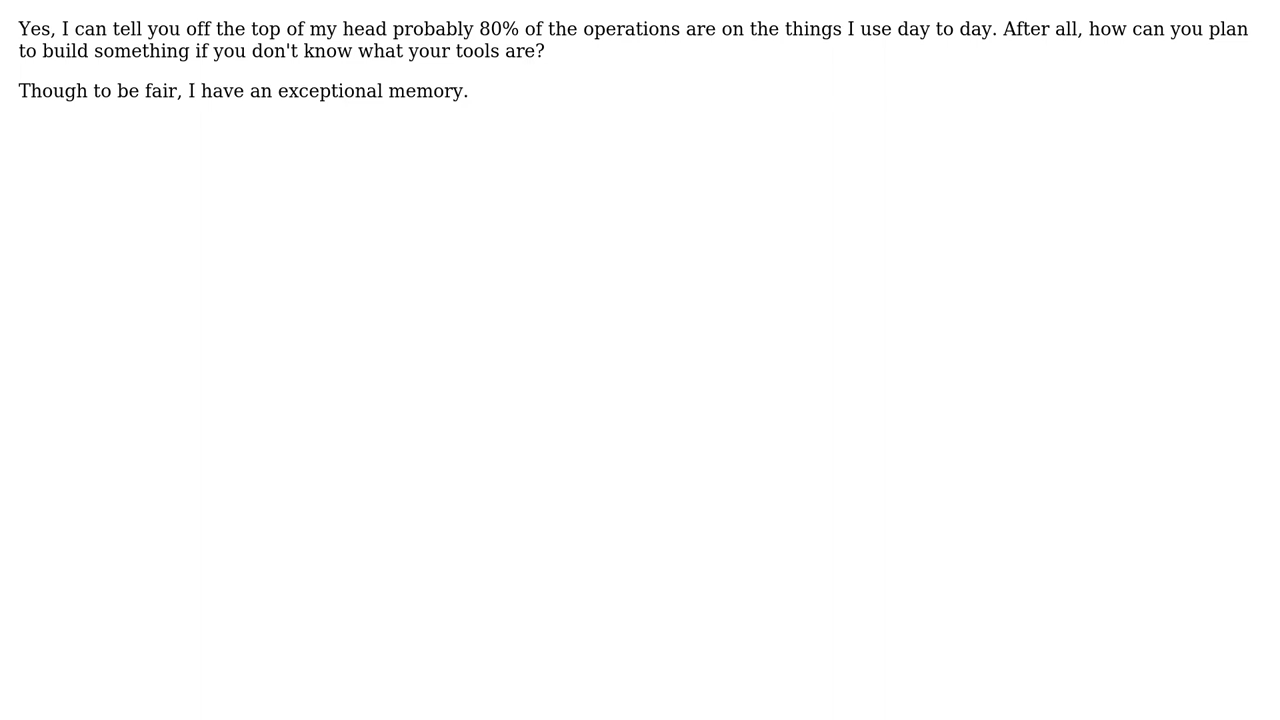 Yes, I can tell you off the top of my head probably 80% of the operations are on the things I use day to day. After all, how can you plan
to build something if you don't know what your tools are?
Though to be fair, I have an exceptional memory.